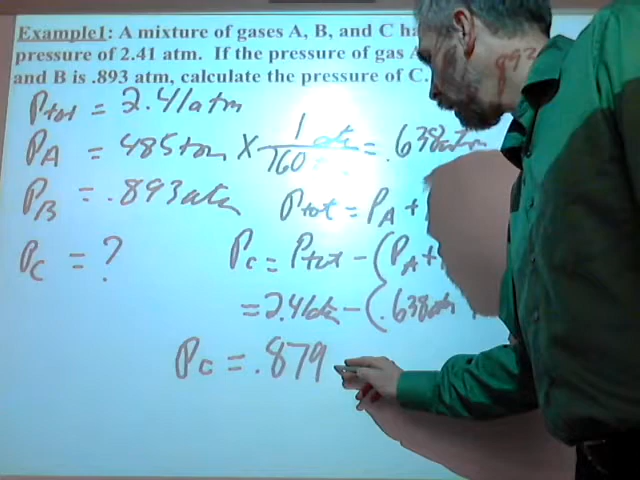 Example1: A mixture of gases A, B, and C ha
pressure of 2.41 atm. If the pressure of gas A
and B is .893 atm, calculate the pressure of C.
Ptot = 2.41atm
PA = 485torr X 1 atm / 760 = .638atm
PB = .893atm Ptot = PA +
PC = ? PC = Ptot - (PA +
= 2.41atm - (.638atm
PC = .879